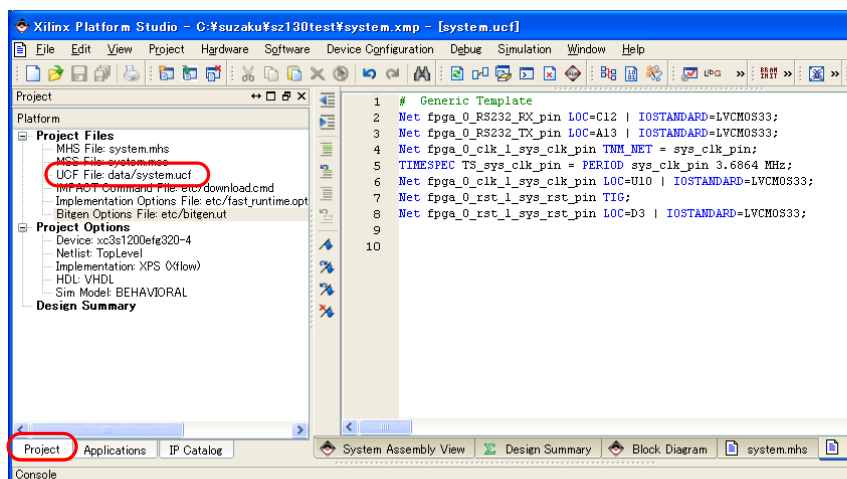 Xilinx Platform Studio - C:¥suzaku¥sz130test¥system.xmp - [system.ucf]
File Edit View Project Hardware Software Device Configuration Debug Simulation Window Help
Project
Platform
Project Files
MHS File: system.mhs
MSS File: system.mss
UCF File: data/system.ucf
iMPACT Command File: etc/download.cmd
Implementation Options File: etc/fast_runtime.opt
Bitgen Options File: etc/bitgen.ut
Project Options
Device: xc3s1200efg320-4
Netlist: TopLevel
Implementation: XPS (Xflow)
HDL: VHDL
Sim Model: BEHAVIORAL
Design Summary
1 # Generic Template
2 Net fpga_0_RS232_RX_pin LOC=C12 | IOSTANDARD=LVCMOS33;
3 Net fpga_0_RS232_TX_pin LOC=A13 | IOSTANDARD=LVCMOS33;
4 Net fpga_0_clk_1_sys_clk_pin TNM_NET = sys_clk_pin;
5 TIMESPEC TS_sys_clk_pin = PERIOD sys_clk_pin 3.6864 MHz;
6 Net fpga_0_clk_1_sys_clk_pin LOC=U10 | IOSTANDARD=LVCMOS33;
7 Net fpga_0_rst_1_sys_rst_pin TIG;
8 Net fpga_0_rst_1_sys_rst_pin LOC=D3 | IOSTANDARD=LVCMOS33;
9
10
Project Applications IP Catalog
System Assembly View Design Summary Block Diagram system.mhs
Console